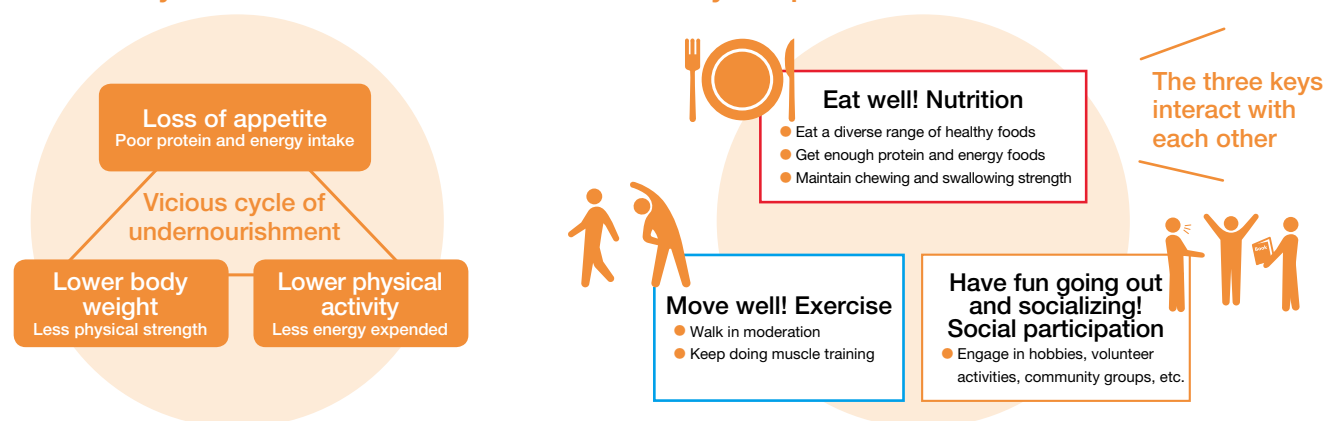 Loss of appetite
Poor protein and energy intake
Vicious cycle of
undernourishment
Lower body
weight
Less physical strength
Lower physical
activity
Less energy expended
Eat well! Nutrition
Eat a diverse range of healthy foods
Get enough protein and energy foods
Maintain chewing and swallowing strength
The three keys
interact with
each other
Move well! Exercise
Walk in moderation
Keep doing muscle training
Have fun going out
and socializing!
Social participation
Engage in hobbies, volunteer
activities, community groups, etc.
Book